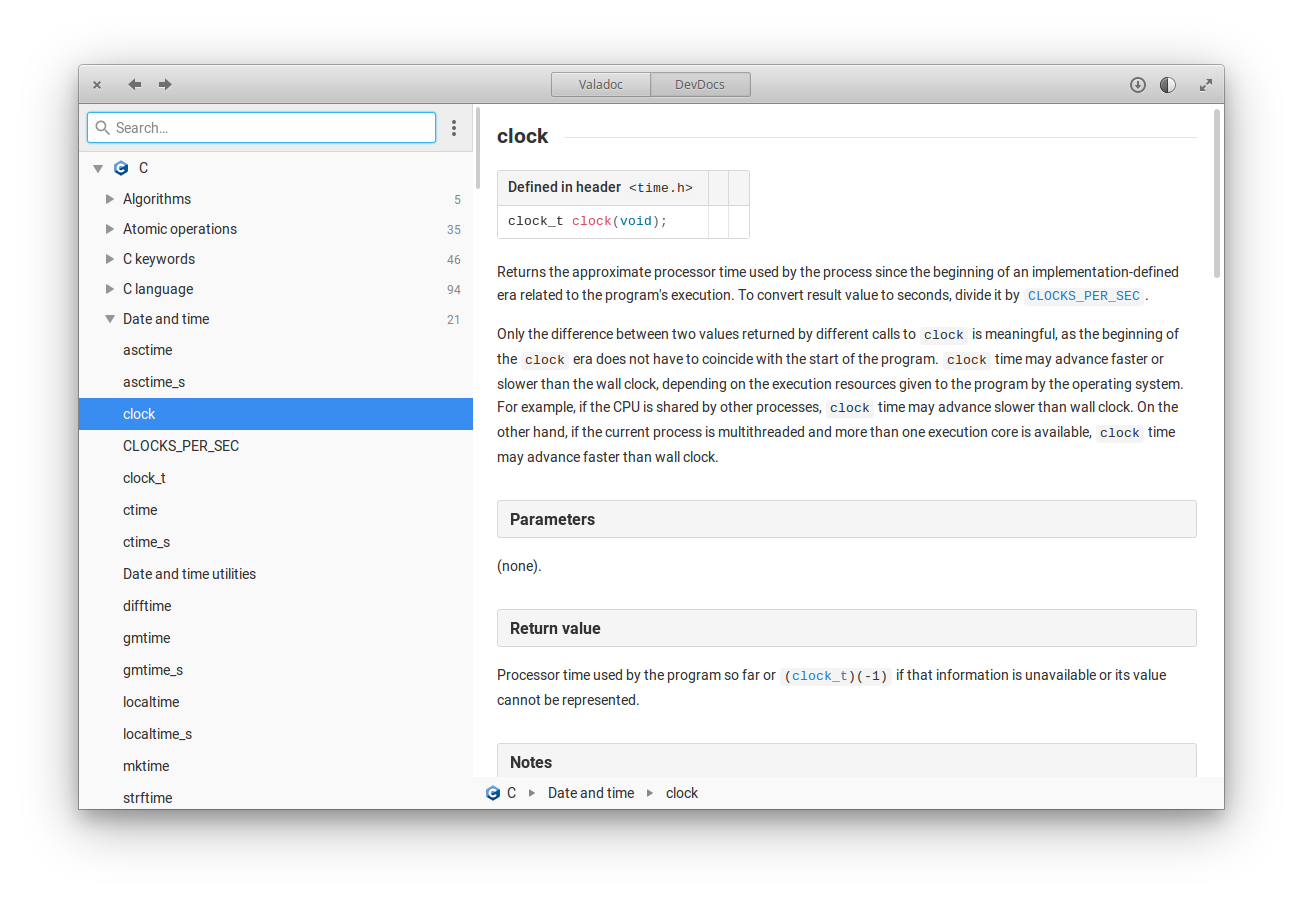 Valadoc
DevDocs
Search...
C
Algorithms 5
Atomic operations 35
C keywords 46
C language 94
Date and time 21
asctime
asctime_s
clock
CLOCKS_PER_SEC
clock_t
ctime
ctime_s
Date and time utilities
difftime
gmtime
gmtime_s
localtime
localtime_s
mktime
strftime
clock
Defined in header <time.h>
clock_t clock(void);
Returns the approximate processor time used by the process since the beginning of an implementation-defined
era related to the program's execution. To convert result value to seconds, divide it by CLOCKS_PER_SEC .
Only the difference between two values returned by different calls to clock is meaningful, as the beginning of
the clock era does not have to coincide with the start of the program. clock time may advance faster or
slower than the wall clock, depending on the execution resources given to the program by the operating system.
For example, if the CPU is shared by other processes, clock time may advance slower than wall clock. On the
other hand, if the current process is multithreaded and more than one execution core is available, clock time
may advance faster than wall clock.
Parameters
(none).
Return value
Processor time used by the program so far or (clock_t)(-1) if that information is unavailable or its value
cannot be represented.
Notes
C Date and time clock